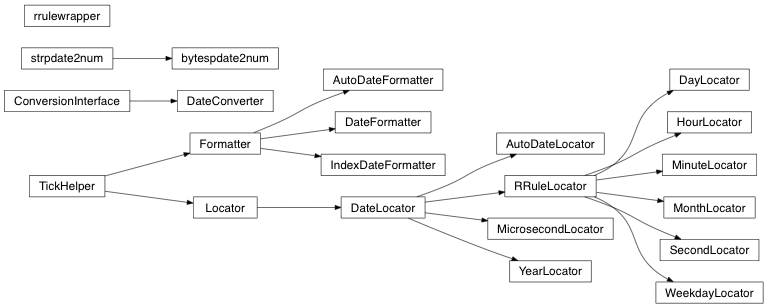 rrulewrapper
strpdate2num
bytespdate2num
ConversionInterface
DateConverter
TickHelper
Formatter
Locator
AutoDateFormatter
DateFormatter
IndexDateFormatter
DateLocator
AutoDateLocator
RRuleLocator
MicrosecondLocator
YearLocator
DayLocator
HourLocator
MinuteLocator
MonthLocator
SecondLocator
WeekdayLocator